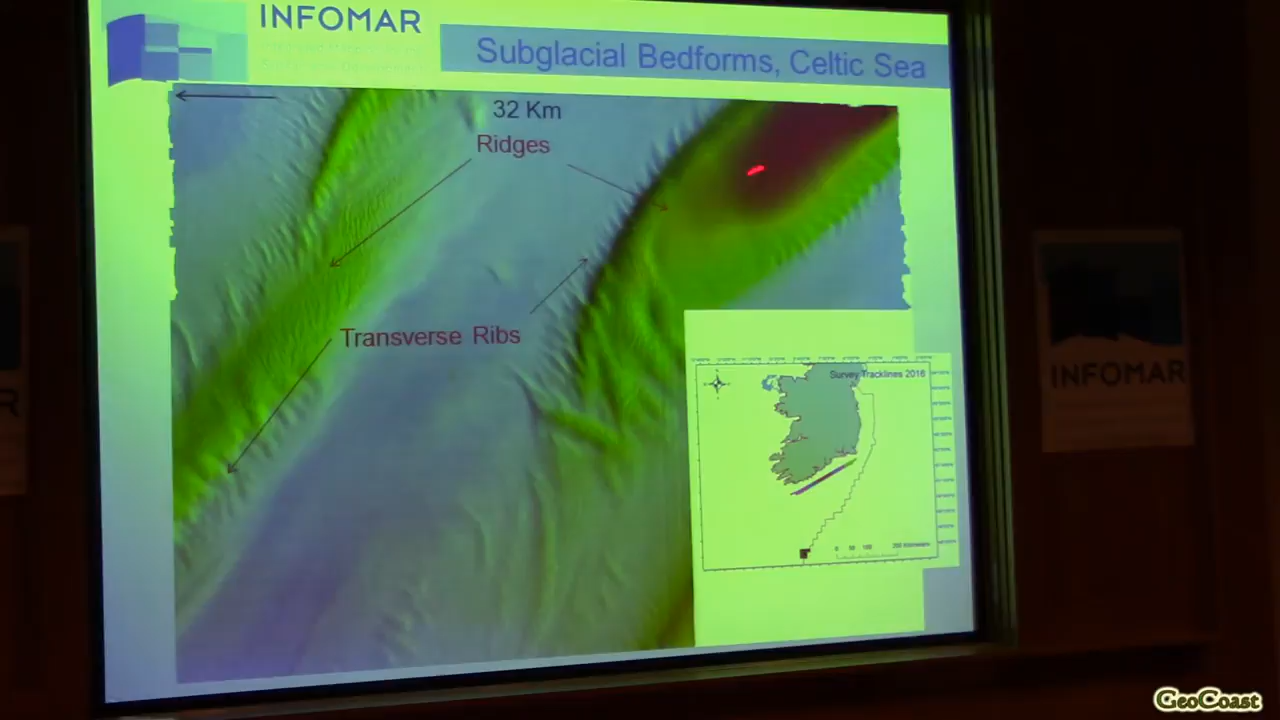 INFOMAR
Subglacial Bedforms, Celtic Sea
32 Km
Ridges
Transverse Ribs
Survey Tracklines 2016
INFOMAR
R
GeoCoast